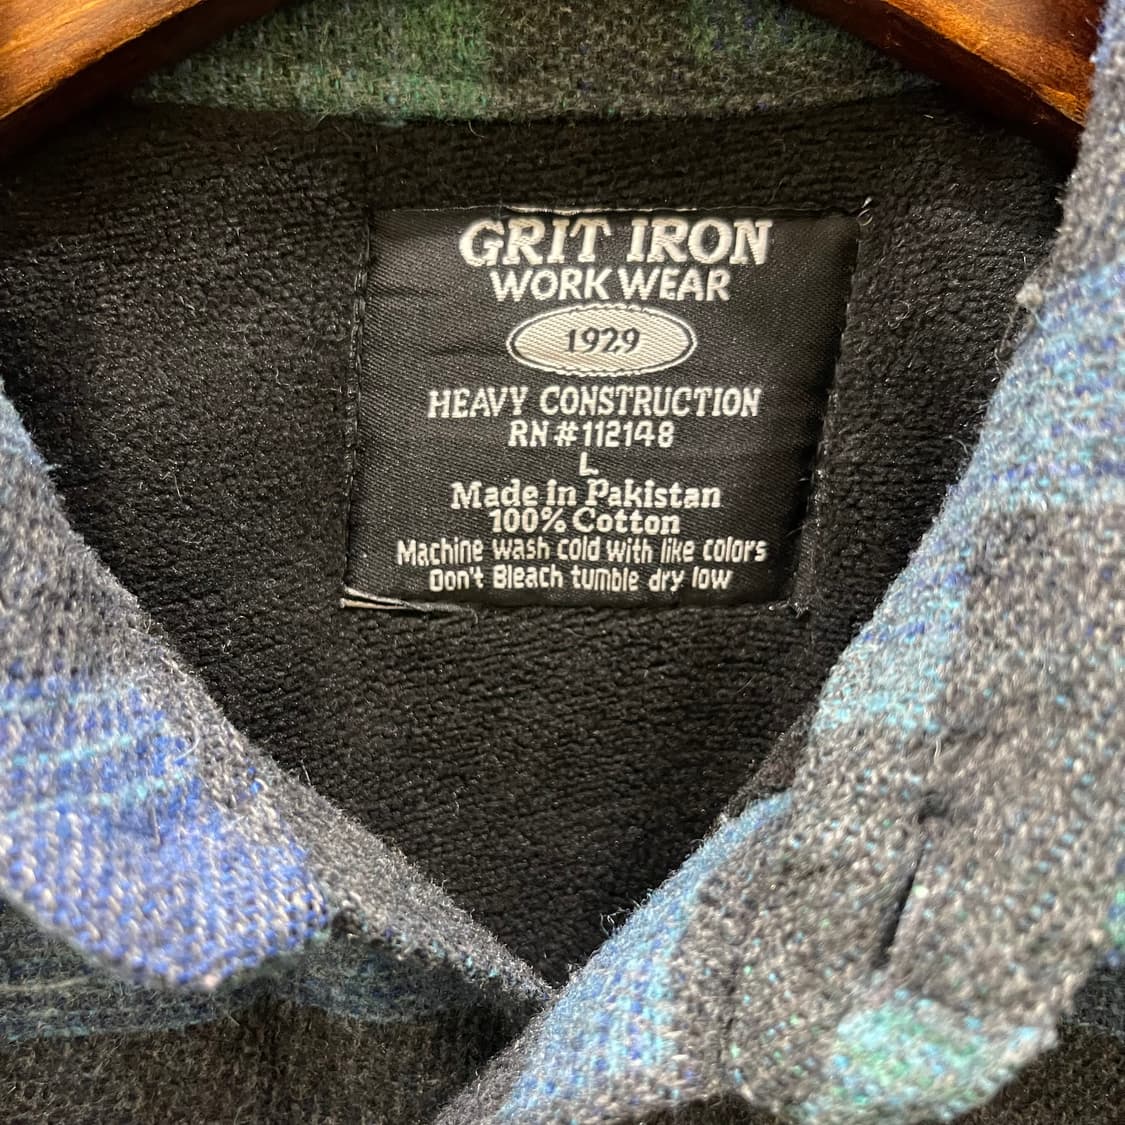 GRIT IRON
WORK WEAR
1929
HEAVY CONSTRUCTION
RN #112148
L
Made in Pakistan
100% Cotton
Machine wash cold with like colors
Don't Bleach tumble dry low